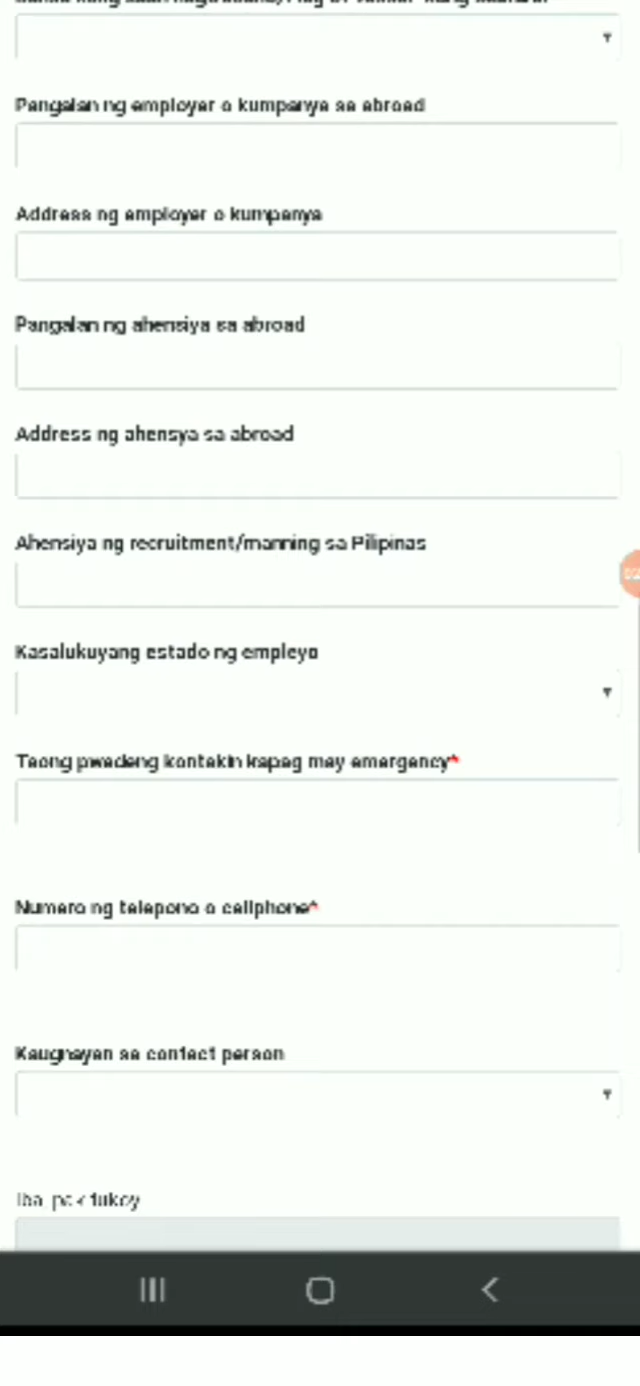 Pangalan ng employer o kumpanya sa abroad
Address ng employer o kumpanya
Pangalan ng ahensiya sa abroad
Address ng ahensya sa abroad
Ahensiya ng recruitment/manning sa Pilipinas
Kasalukuyang estado ng empleyo
Taong pwedeng kontakin kapag may emergency*
Numero ng telepono o cellphone*
Kaugnayan sa contact person
Iba, pakitukoy